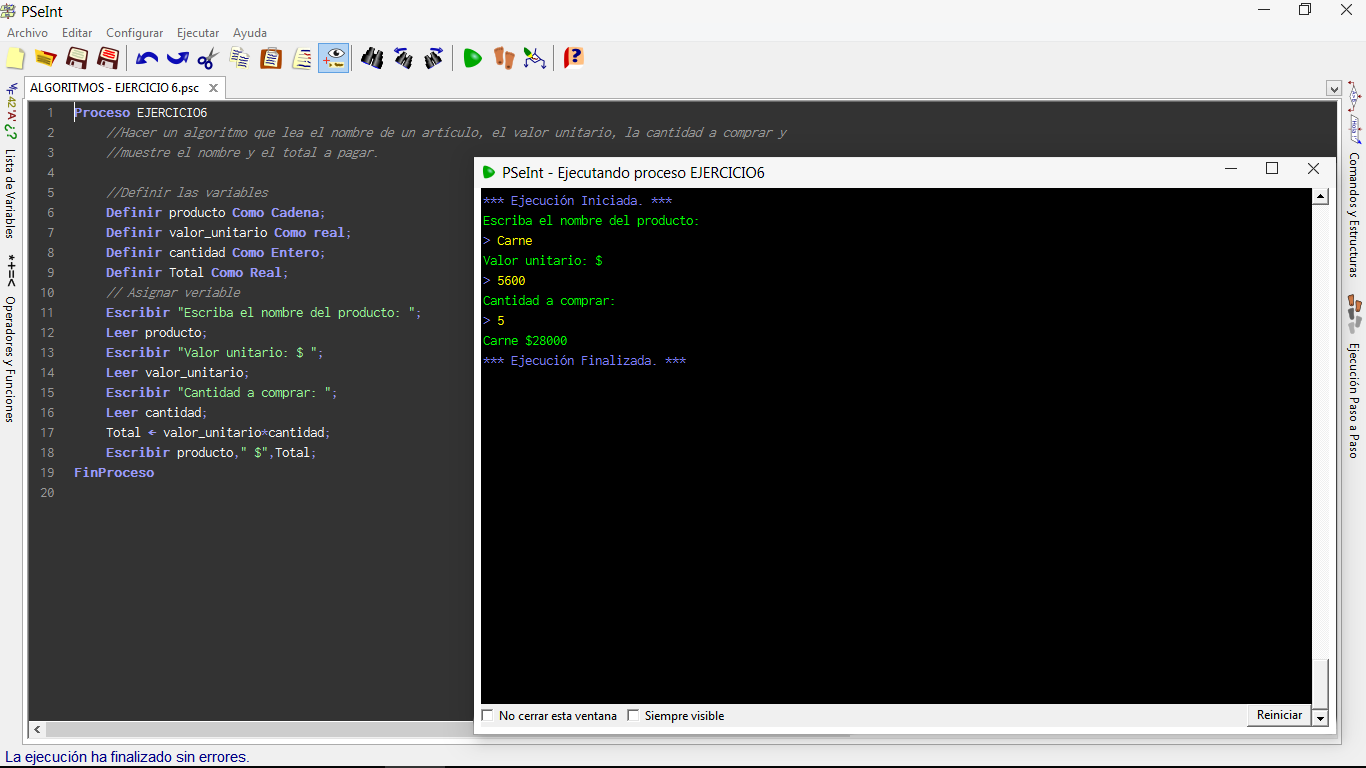 PSeInt
Archivo Editar Configurar Ejecutar Ayuda
ALGORITMOS - EJERCICIO 6.psc
1 Proceso EJERCICIO6
2 //Hacer un algoritmo que lea el nombre de un artículo, el valor unitario, la cantidad a comprar y
3 //muestre el nombre y el total a pagar.
4
5 //Definir las variables
6 Definir producto Como Cadena;
7 Definir valor_unitario Como real;
8 Definir cantidad Como Entero;
9 Definir Total Como Real;
10 // Asignar veriable
11 Escribir "Escriba el nombre del producto: ";
12 Leer producto;
13 Escribir "Valor unitario: $ ";
14 Leer valor_unitario;
15 Escribir "Cantidad a comprar: ";
16 Leer cantidad;
17 Total ← valor_unitario*cantidad;
18 Escribir producto," $",Total;
19 FinProceso
20
PSeInt - Ejecutando proceso EJERCICIO6
*** Ejecución Iniciada. ***
Escriba el nombre del producto:
> Carne
Valor unitario: $
> 5600
Cantidad a comprar:
> 5
Carne $28000
*** Ejecución Finalizada. ***
No cerrar esta ventana Siempre visible Reiniciar
Lista de Variables
*+=< Operadores y Funciones
Comandos y Estructuras
Ejecución Paso a Paso
La ejecución ha finalizado sin errores.